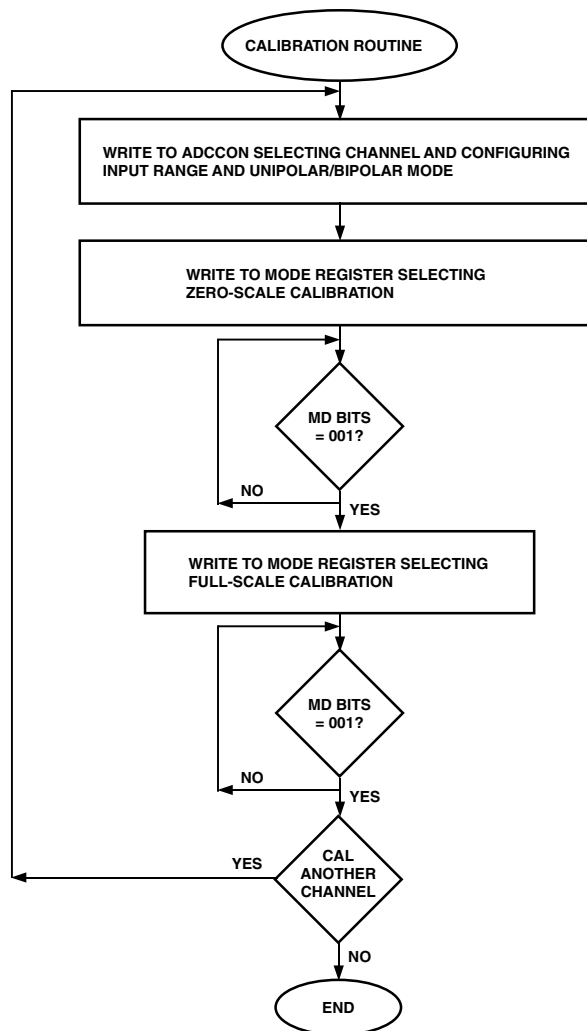 CALIBRATION ROUTINE
WRITE TO ADCCON SELECTING CHANNEL AND CONFIGURING
INPUT RANGE AND UNIPOLAR/BIPOLAR MODE
WRITE TO MODE REGISTER SELECTING
ZERO-SCALE CALIBRATION
MD BITS
= 001?
NO
YES
WRITE TO MODE REGISTER SELECTING
FULL-SCALE CALIBRATION
MD BITS
= 001?
NO
YES
YES
CAL
ANOTHER
CHANNEL
NO
END